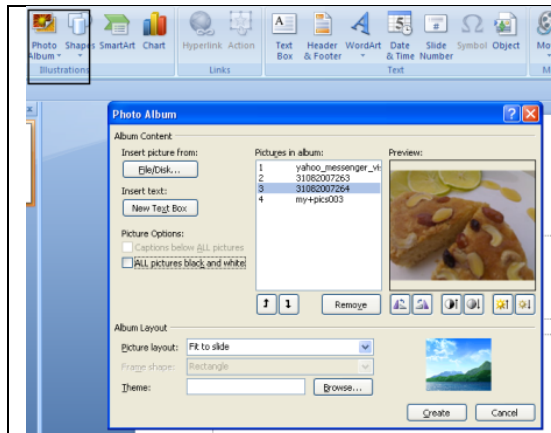 Photo Shapes SmartArt Chart Hyperlink Action Text Header WordArt Date Slide Symbol Object
Album Box & Footer & Time Number
Illustrations Links Text
Photo Album
Album Content
Insert picture from:
File/Disk...
Insert text:
New Text Box
Picture Options:
Captions below ALL pictures
ALL pictures black and white
Pictures in album:
1 yahoo_messenger_vi
2 31082007263
3 31082007264
4 my+pics003
Remove
Preview:
Album Layout
Picture layout: Fit to slide
Frame shape: Rectangle
Theme: Browse...
Create Cancel